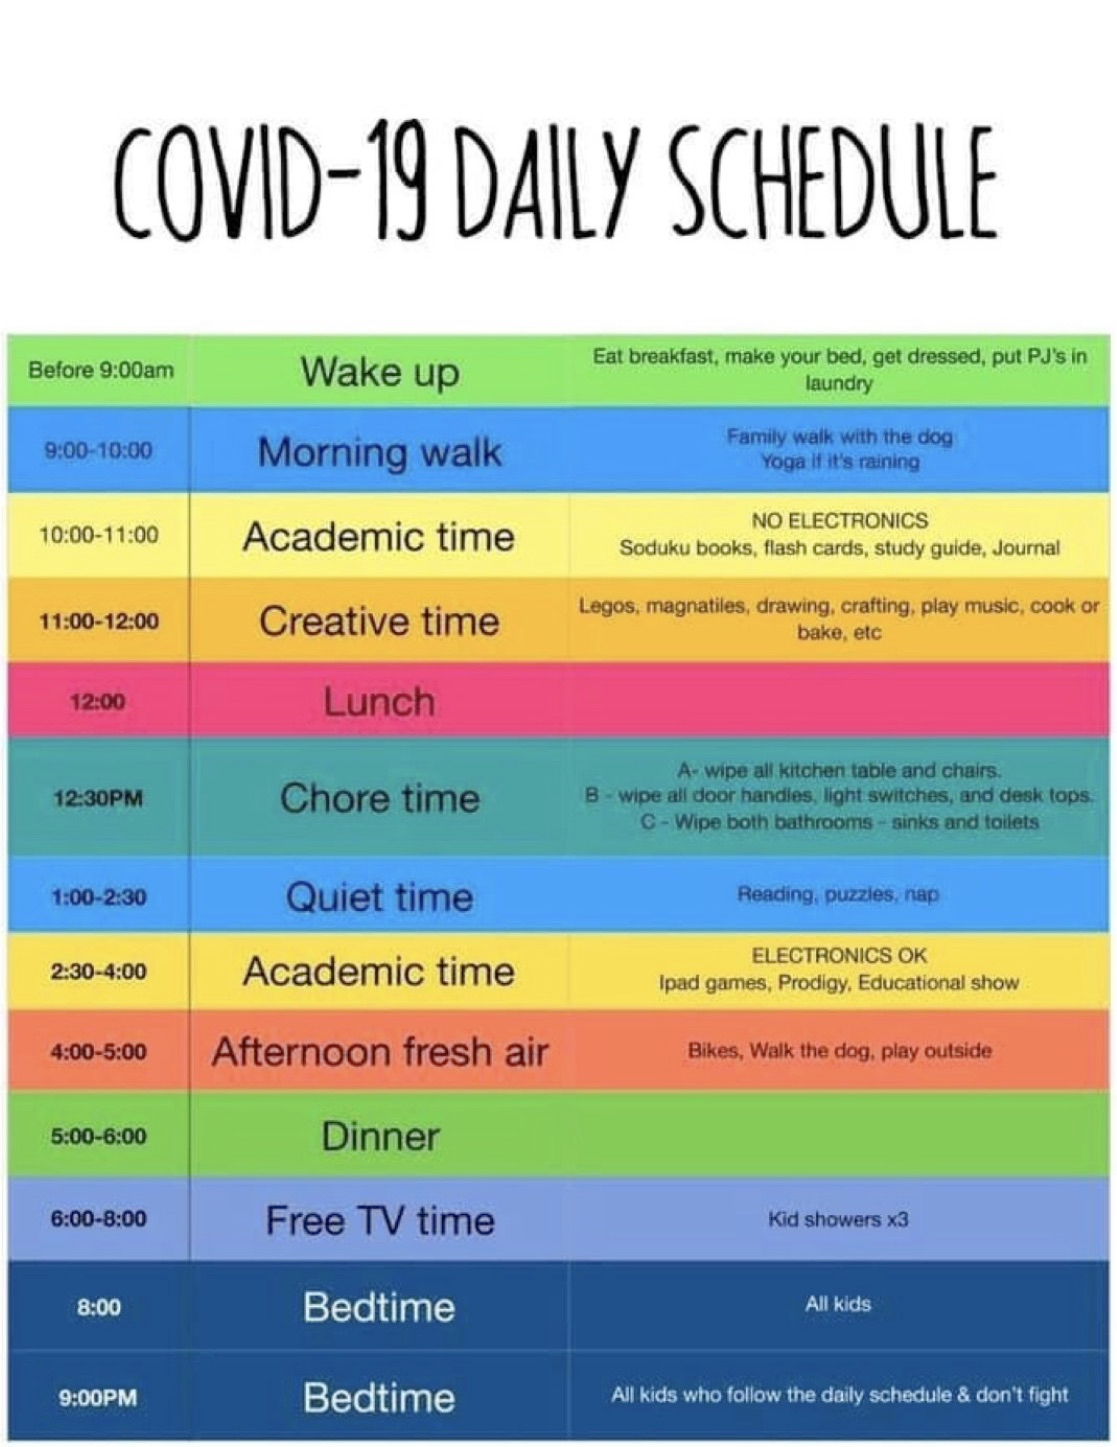 COVID-19 DAILY SCHEDULE
Before 9:00am
Wake up
Eat breakfast, make your bed, get dressed, put PJ's in
laundry
9:00-10:00
Morning walk
Family walk with the dog
Yoga if it's raining
10:00-11:00
Academic time
NO ELECTRONICS
Soduku books, flash cards, study guide, Journal
11:00-12:00
Creative time
Legos, magnatiles, drawing, crafting, play music, cook or
bake, etc
12:00
Lunch
12:30PM
Chore time
A- wipe all kitchen table and chairs.
B - wipe all door handles, light switches, and desk tops.
C - Wipe both bathrooms - sinks and toilets
1:00-2:30
Quiet time
Reading, puzzles, nap
2:30-4:00
Academic time
ELECTRONICS OK
Ipad games, Prodigy, Educational show
4:00-5:00
Afternoon fresh air
Bikes, Walk the dog, play outside
5:00-6:00
Dinner
6:00-8:00
Free TV time
Kid showers x3
8:00
Bedtime
All kids
9:00PM
Bedtime
All kids who follow the daily schedule & don't fight